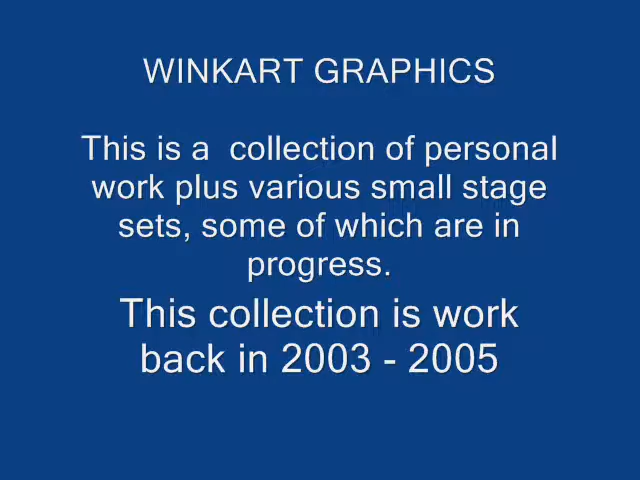 WINKART GRAPHICS
This is a  collection of personal
work plus various small stage
sets, some of which are in
progress.
This collection is work
back in 2003 - 2005